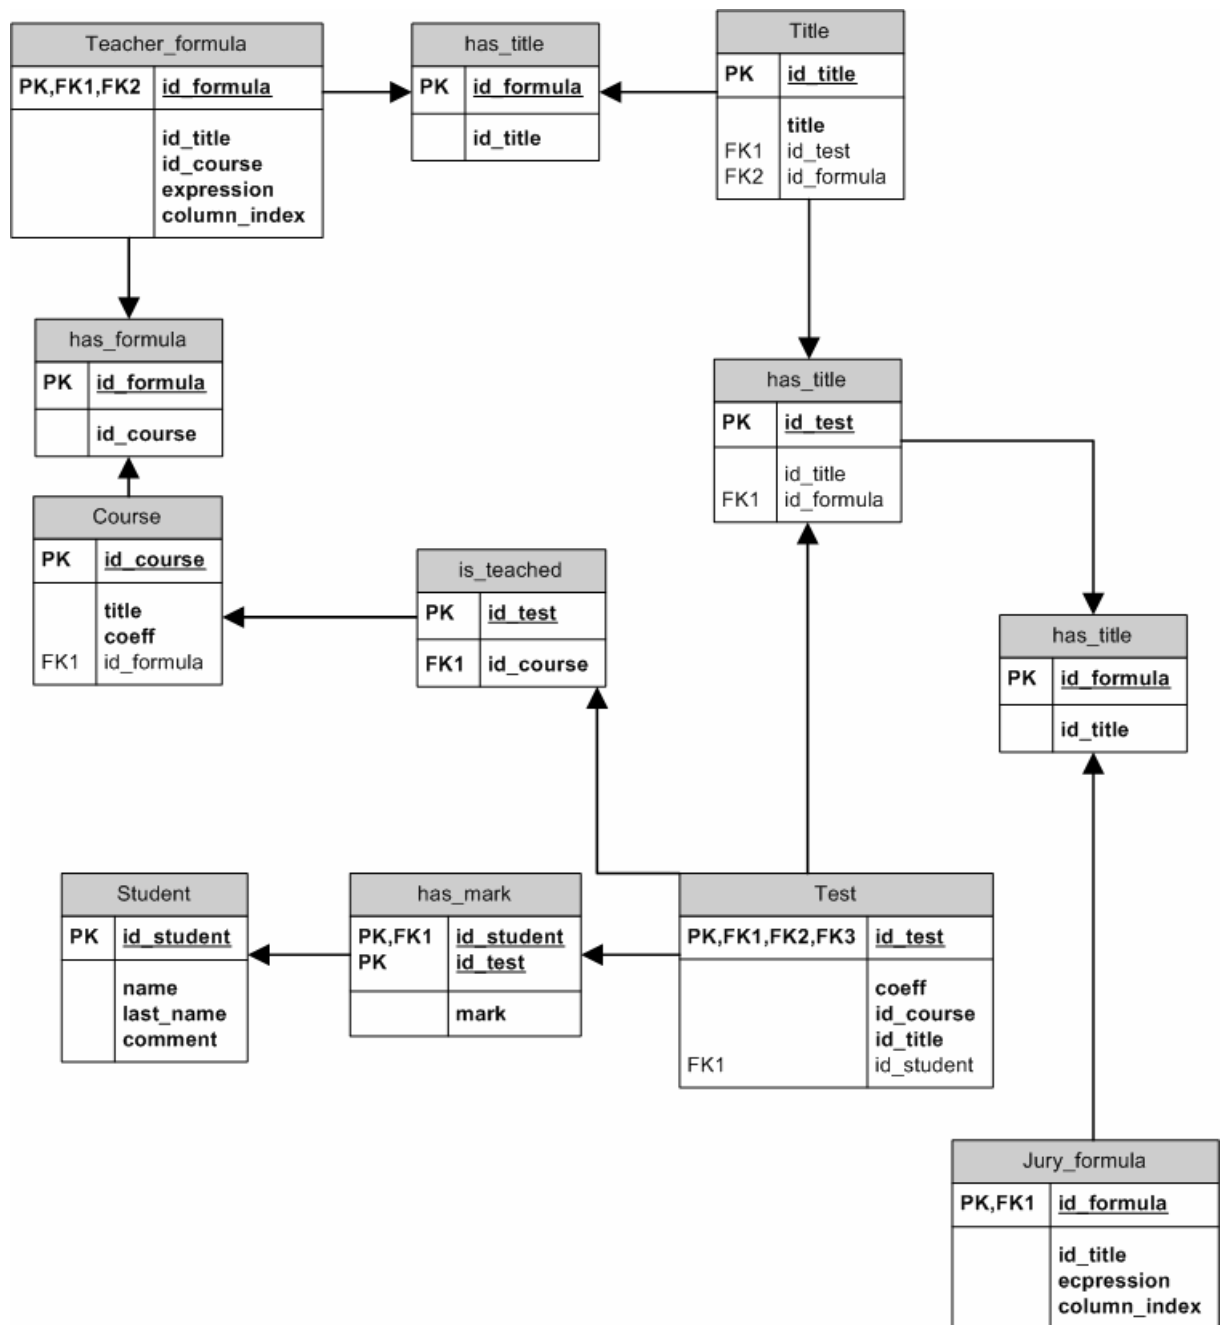 Teacher_formula
PK,FK1,FK2 id_formula
id_title
id_course
expression
column_index
has_title
PK id_formula
id_title
Title
PK id_title
title
FK1 id_test
FK2 id_formula
has_formula
PK id_formula
id_course
has_title
PK id_test
id_title
FK1 id_formula
Course
PK id_course
title
coeff
FK1 id_formula
is_teached
PK id_test
FK1 id_course
has_title
PK id_formula
id_title
Student
PK id_student
name
last_name
comment
has_mark
PK,FK1 id_student
PK id_test
mark
Test
PK,FK1,FK2,FK3 id_test
coeff
id_course
id_title
FK1 id_student
Jury_formula
PK,FK1 id_formula
id_title
ecpression
column_index